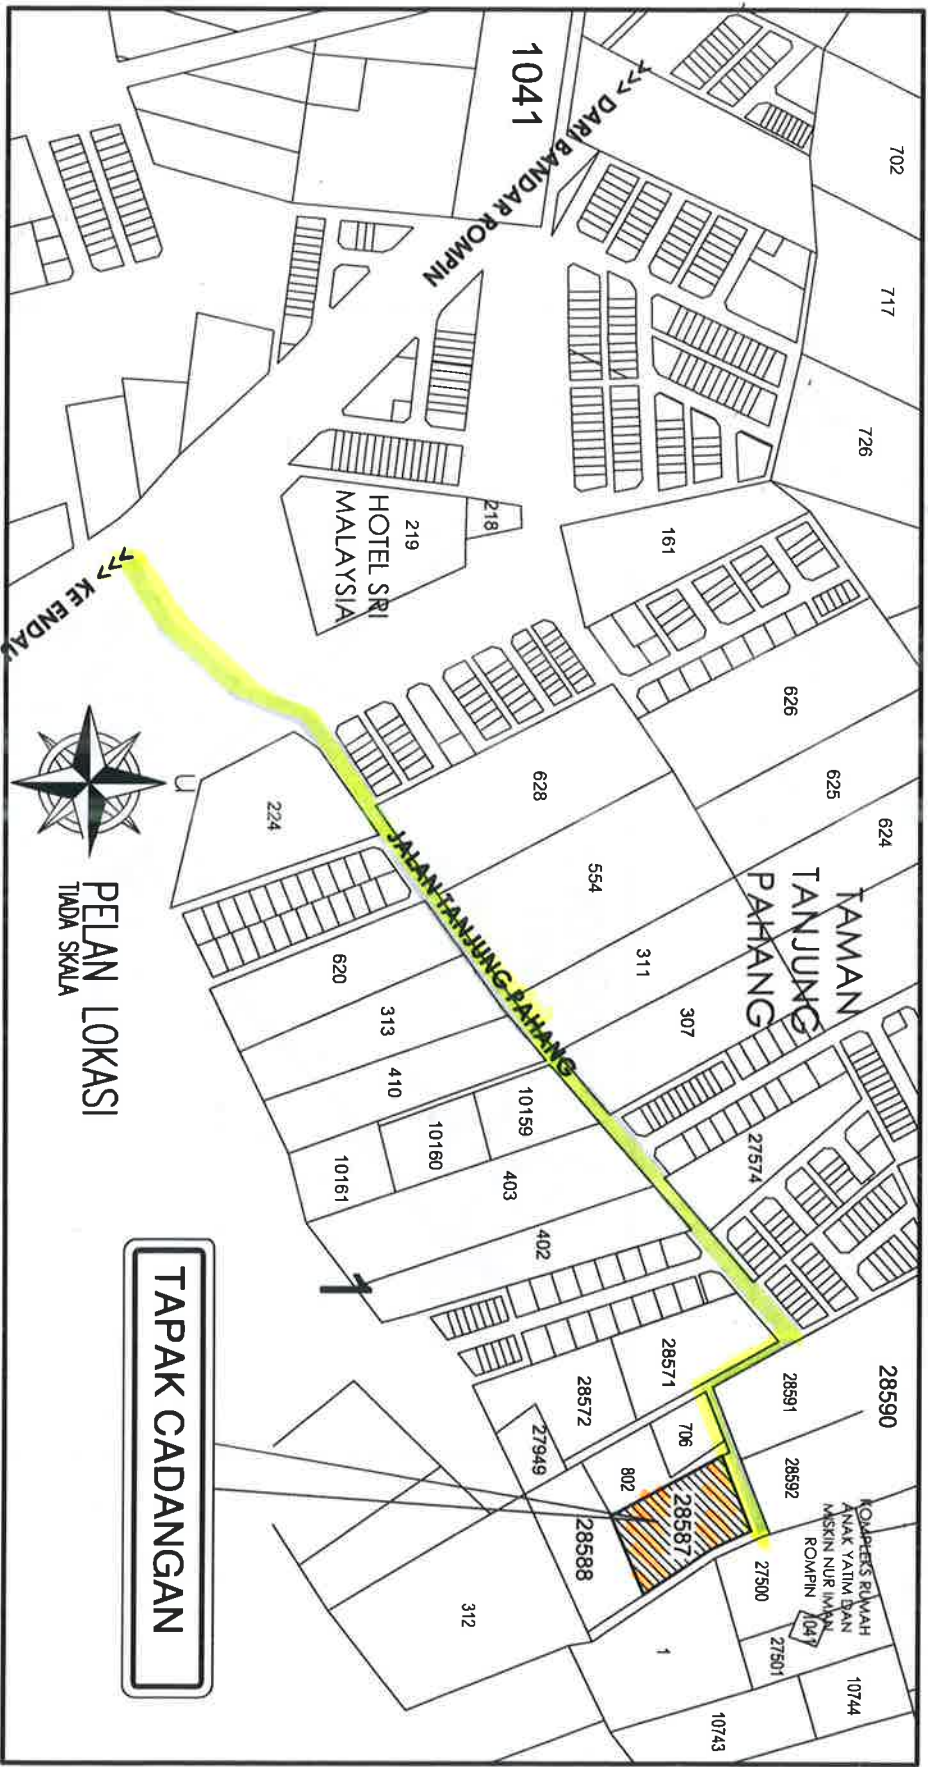 1041
>>> DARI BANDAR ROMPIN
702
717
726
161
218
219
HOTEL SRI
MALAYSIA
KE ENDAU
626
625
624
628
554
311
307
224
U
JALAN TANJUNG PAHANG
TAMAN
TANJUNG
PAHANG
620
313
410
10159
10160
10161
403
402
27574
1
PELAN LOKASI
TIADA SKALA
28590
28591
28592
28571
28572
706
802
27949
28587
28588
KOMPLEKS RUMAH
ANAK YATIM DAN
MISKIN NUR IMAN
ROMPIN
1041
27500
27501
10744
10743
1
312
TAPAK CADANGAN